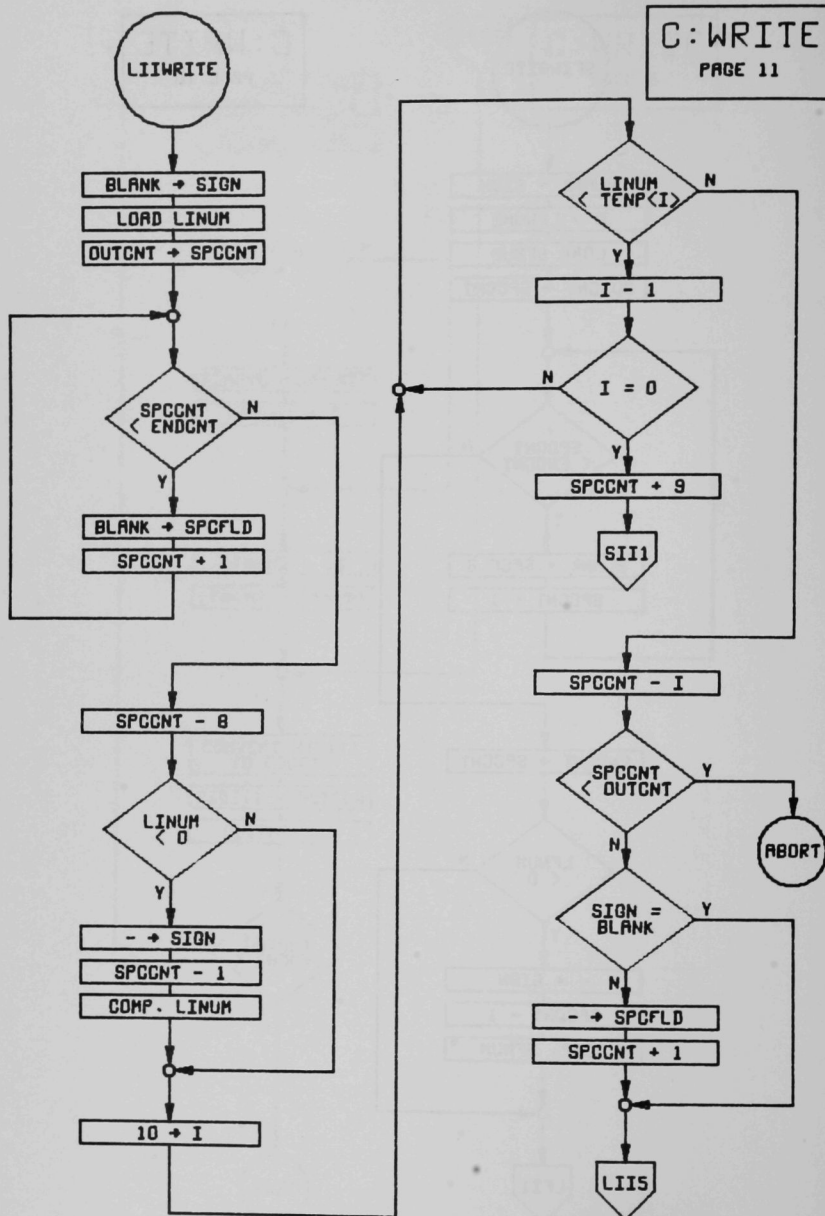 C:WRITE
PAGE 11
LIIWRITE
BLANK → SIGN
LOAD LINUM
OUTCNT → SPCCNT
SPCCNT
< ENDCNT
N
Y
BLANK → SPCFLD
SPCCNT + 1
SPCCNT - 8
LINUM
< 0
N
Y
- → SIGN
SPCCNT - 1
COMP. LINUM
10 → I
LINUM
< TENP<I>
N
Y
I - 1
I = 0
N
Y
SPCCNT + 9
SII1
SPCCNT - I
SPCCNT
< OUTCNT
Y
N
ABORT
SIGN =
BLANK
Y
N
- → SPCFLD
SPCCNT + 1
LII5